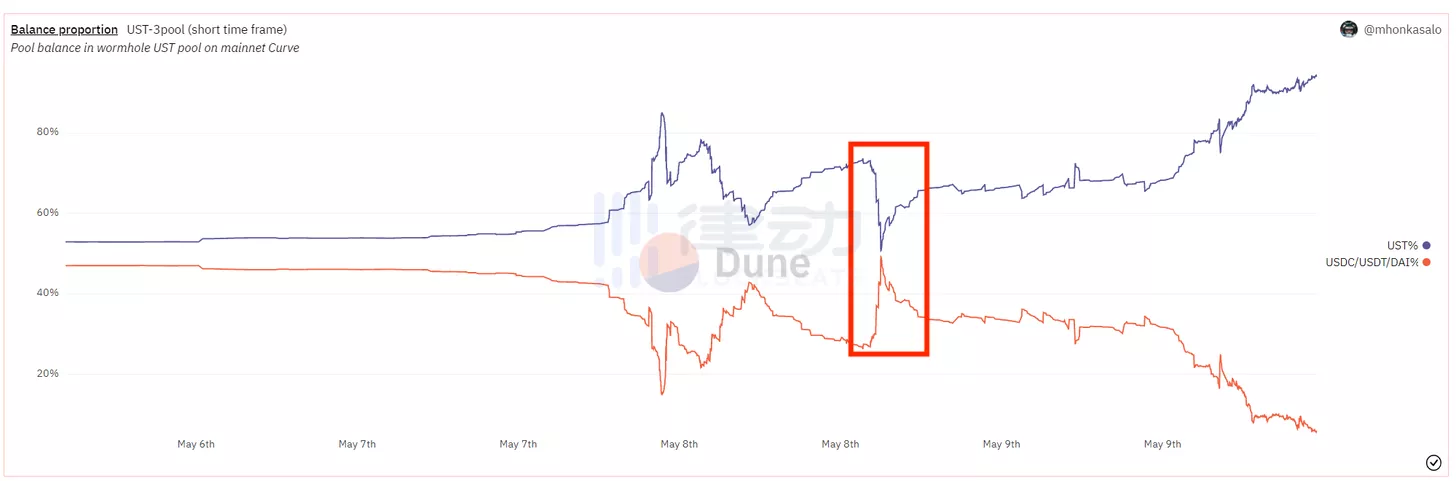 Balance proportion UST-3pool (short time frame)
@mhonkasalo
Pool balance in wormhole UST pool on mainnet Curve
80%
60%
40%
20%
律动
Dune
UST%
USDC/USDT/DAI%
May 6th
May 7th
May 7th
May 8th
May 8th
May 9th
May 9th